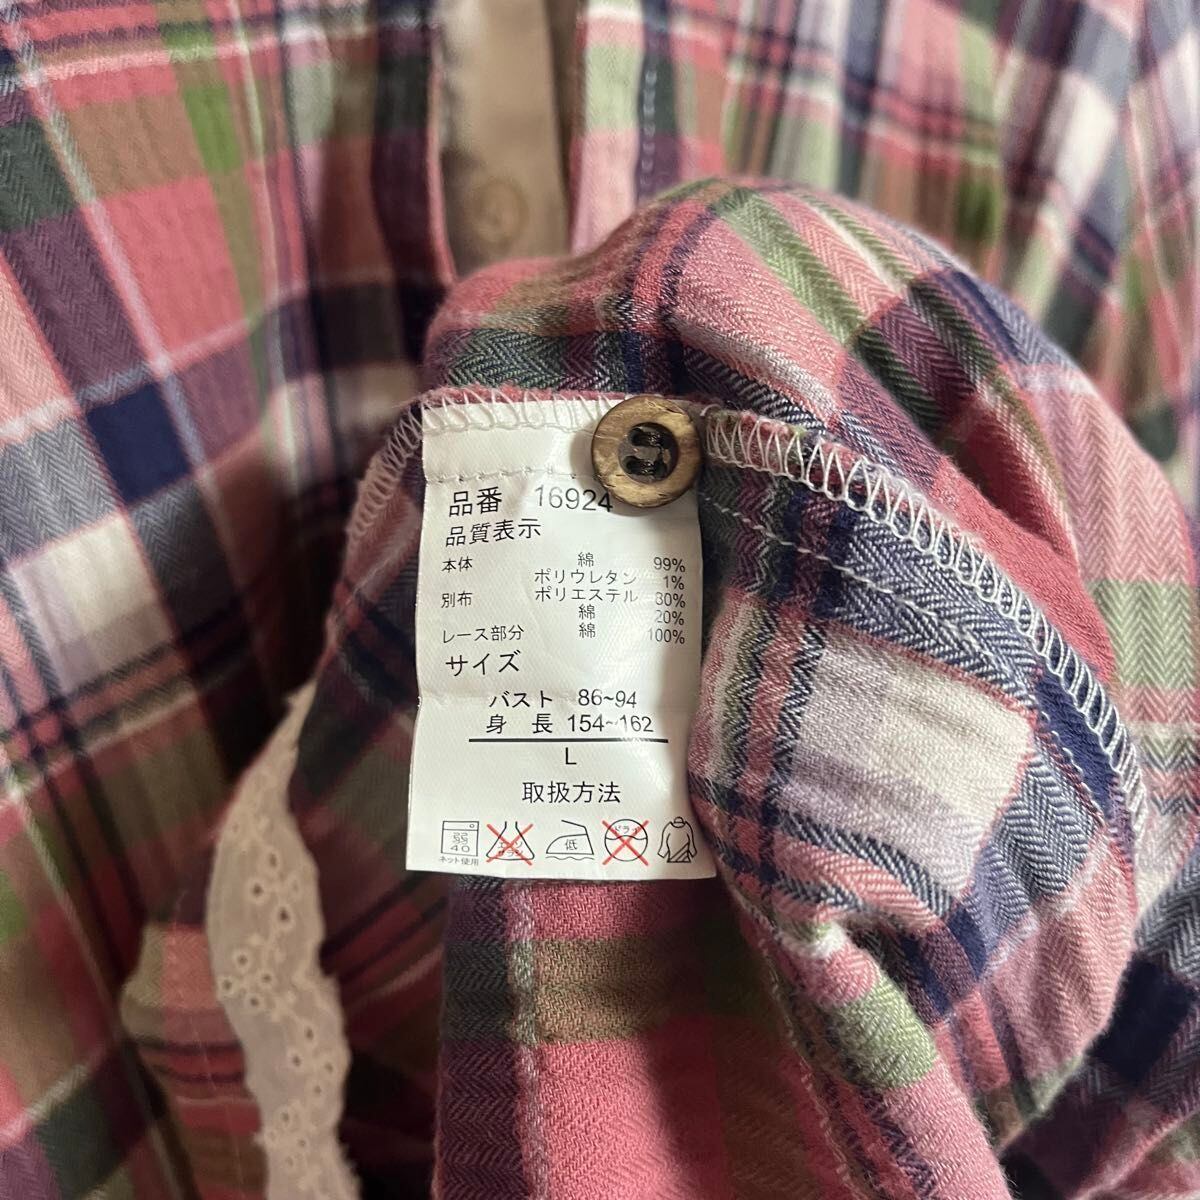 品番 16924
品質表示
本体 綿 99%
ポリウレタン 1%
別布 ポリエステル 80%
綿 20%
レース部分 綿 100%
サイズ
バスト 86~94
身 長 154~162
L
取扱方法
40 低 ドライ
ネット使用